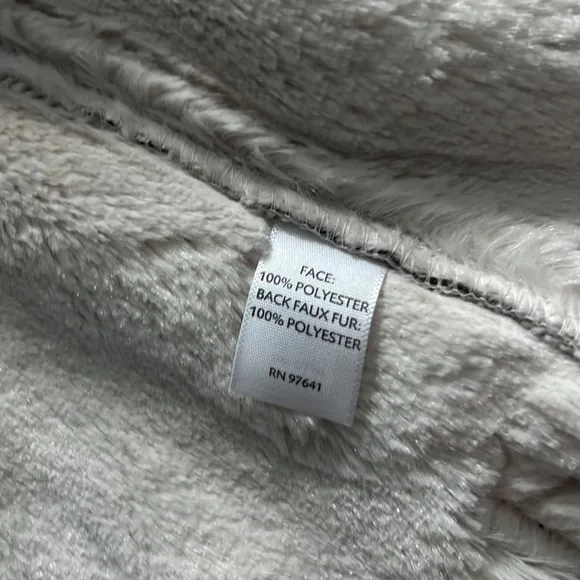 FACE:
100% POLYESTER
BACK FAUX FUR:
100% POLYESTER
RN 97641